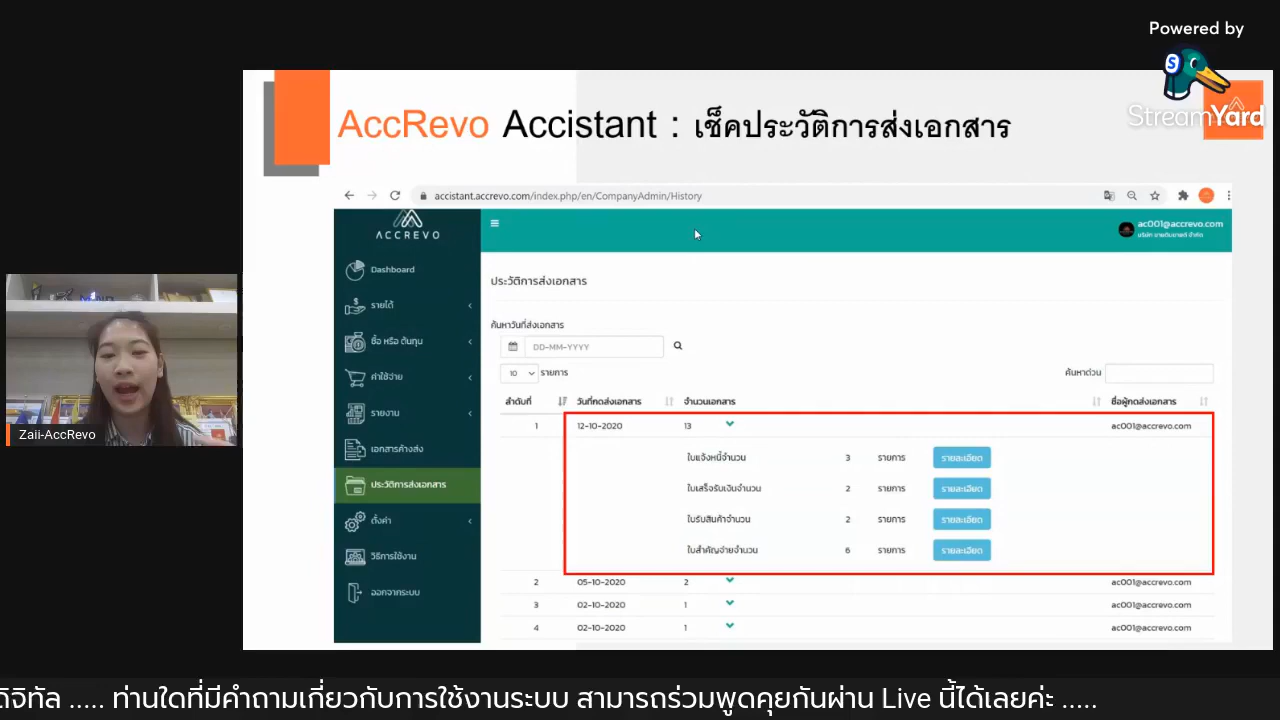 Powered by
StreamYard
AccRevo Accistant : เช็คประวัติการส่งเอกสาร
accistant.accrevo.com/index.php/en/CompanyAdmin/History
ACCREVO
ac001@accrevo.com
Dashboard
รายได้
ซื้อ หรือ ต้นทุน
ค่าใช้จ่าย
รายงาน
เอกสารค้างส่ง
ประวัติการส่งเอกสาร
ตั้งค่า
วิธีการใช้งาน
ออกจากระบบ
ประวัติการส่งเอกสาร
ค้นหาวันที่ส่งเอกสาร
DD-MM-YYYY
10 รายการ
ค้นหาด่วน
ลำดับที่ วันที่กดส่งเอกสาร จำนวนเอกสาร ชื่อผู้กดส่งเอกสาร
1 12-10-2020 13 ac001@accrevo.com
ใบแจ้งหนี้จำนวน 3 รายการ รายละเอียด
ใบเสร็จรับเงินจำนวน 2 รายการ รายละเอียด
ใบรับสินค้าจำนวน 2 รายการ รายละเอียด
ใบสำคัญจ่ายจำนวน 6 รายการ รายละเอียด
2 05-10-2020 2 ac001@accrevo.com
3 02-10-2020 1 ac001@accrevo.com
4 02-10-2020 1 ac001@accrevo.com
Zaii-AccRevo
ดิจิทัล ..... ท่านใดที่มีคำถามเกี่ยวกับการใช้งานระบบ สามารถร่วมพูดคุยกันผ่าน Live นี้ได้เลยค่ะ .....